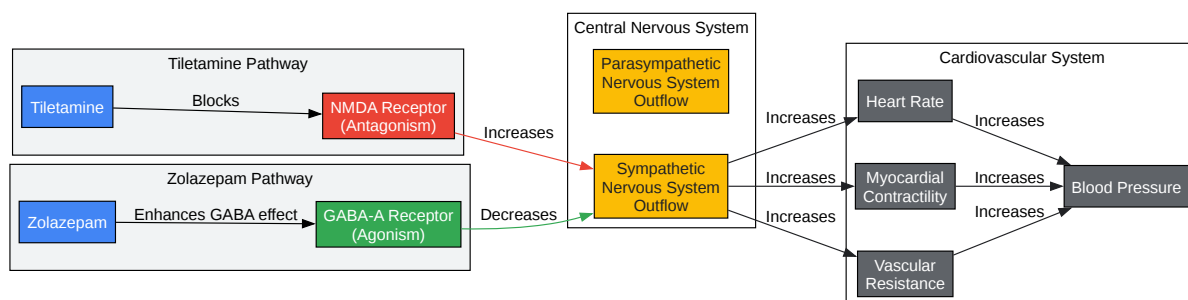 Tiletamine Pathway
Tiletamine
Blocks
NMDA Receptor
(Antagonism)
Increases
Zolazepam Pathway
Zolazepam
Enhances GABA effect
GABA-A Receptor
(Agonism)
Decreases
Central Nervous System
Parasympathetic
Nervous System
Outflow
Sympathetic
Nervous System
Outflow
Increases
Increases
Increases
Cardiovascular System
Heart Rate
Myocardial
Contractility
Vascular
Resistance
Increases
Increases
Increases
Blood Pressure